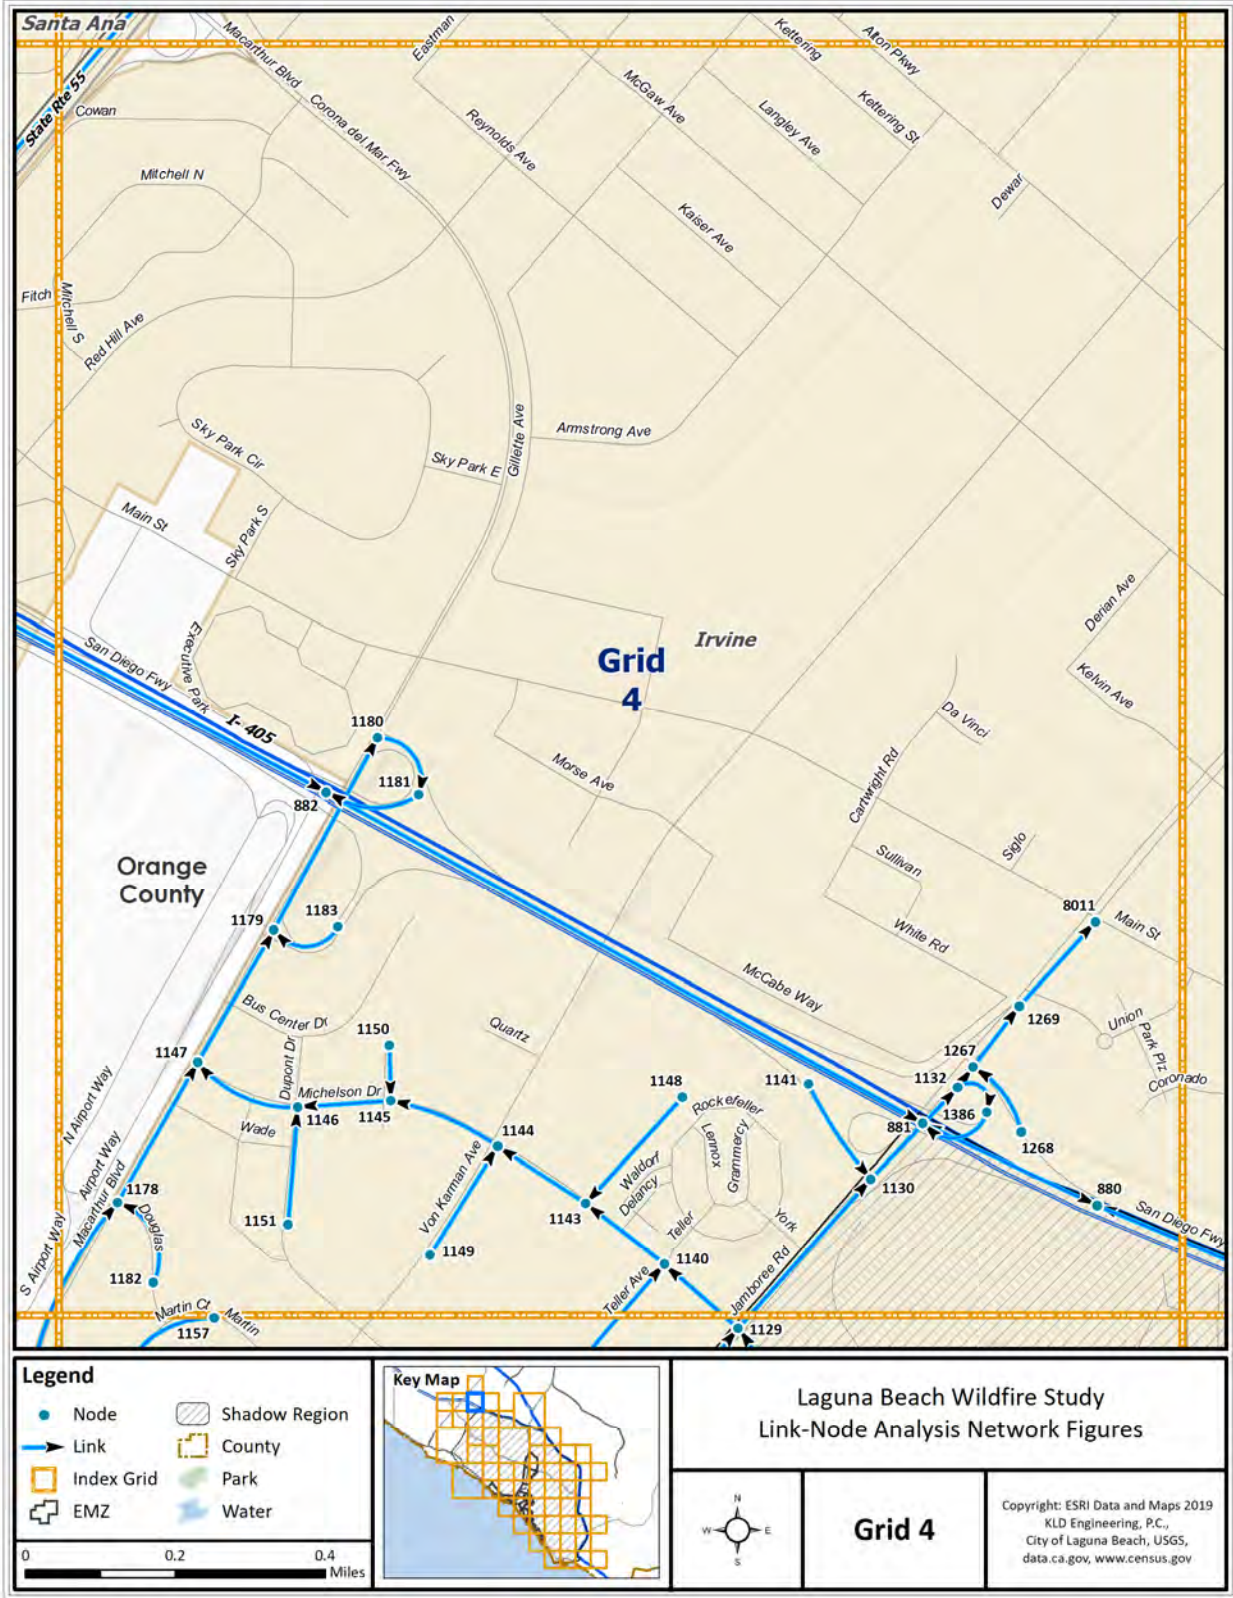 Santa Ana
State Rte 55
Macarthur Blvd
Eastman
Kettering
Alton Pkwy
Cowan
Corona del Mar Fwy
McGaw Ave
Reynolds Ave
Langley Ave
Kettering St
Mitchell N
Dewar
Kaiser Ave
Fitch
Mitchell S
Red Hill Ave
Sky Park Cir
Armstrong Ave
Gillette Ave
Sky Park E
Main St
Sky Park S
Derian Ave
Executive Park
Irvine
Grid
4
San Diego Fwy
Kelvin Ave
I- 405
1180
Da Vinci
Morse Ave
1181
882
Cartwright Rd
Siglo
Sullivan
Orange
County
1183
1179
8011
Main St
White Rd
McCabe Way
Bus Center Dr
1150
Quartz
1269
Union
Park Plz
1147
Dupont Dr
1267
Michelson Dr
1148
1141
1132
Coronado
N Airport Way
1146
1145
Rockefeller
1386
881
Wade
1144
Lennox
Grammercy
1268
Airport Way
Macarthur Blvd
Von Karman Ave
Waldorf
Delancy
1130
1178
880
Douglas
1151
1143
Teller
York
San Diego Fwy
S Airport Way
1149
1140
1182
Teller Ave
Jamboree Rd
Martin Ct
Martin
1157
1129
Legend
Node
Link
Index Grid
EMZ
Shadow Region
County
Park
Water
0
0.2
0.4
Miles
Key Map
Laguna Beach Wildfire Study
Link-Node Analysis Network Figures
N
W
E
S
Grid 4
Copyright: ESRI Data and Maps 2019
KLD Engineering, P.C.,
City of Laguna Beach, USGS,
data.ca.gov, www.census.gov